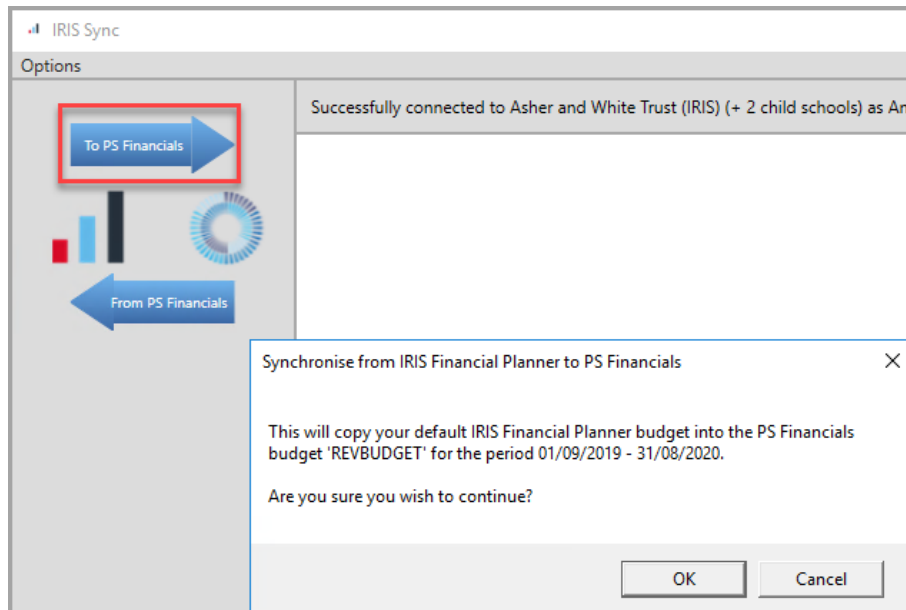 IRIS Sync
Options
To PS Financials
From PS Financials
Successfully connected to Asher and White Trust (IRIS) (+ 2 child schools) as
Synchronise from IRIS Financial Planner to PS Financials
This will copy your default IRIS Financial Planner budget into the PS Financials
budget 'REVBUDGET' for the period 01/09/2019 - 31/08/2020.
Are you sure you wish to continue?
OK
Cancel